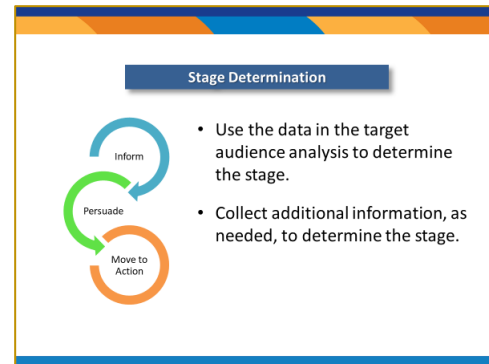 Stage Determination
Inform
Persuade
Move to
Action
• Use the data in the target
audience analysis to determine
the stage.
• Collect additional information, as
needed, to determine the stage.